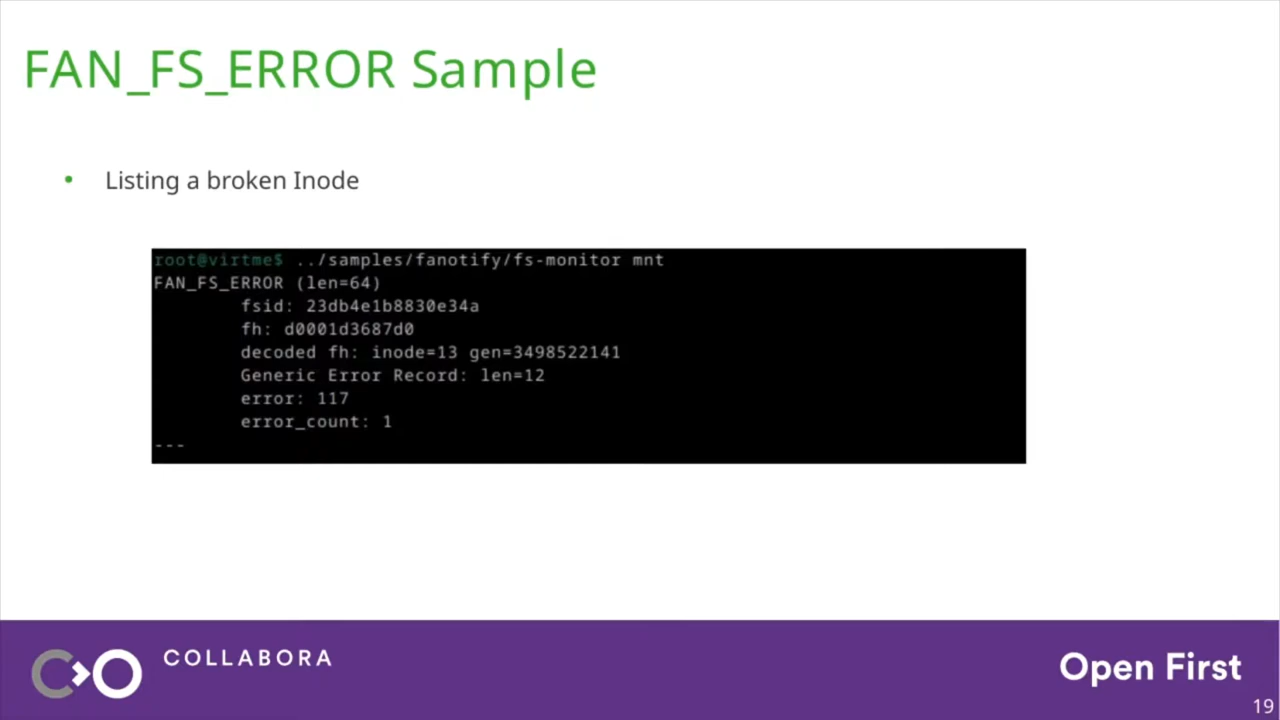 FAN_FS_ERROR Sample
• Listing a broken Inode
root@virtme$ ../samples/fanotify/fs-monitor mnt
FAN_FS_ERROR (len=64)
fsid: 23db4e1b8830e34a
fh: d0001d3687d0
decoded fh: inode=13 gen=3498522141
Generic Error Record: len=12
error: 117
error_count: 1
---
COLLABORA
Open First
19